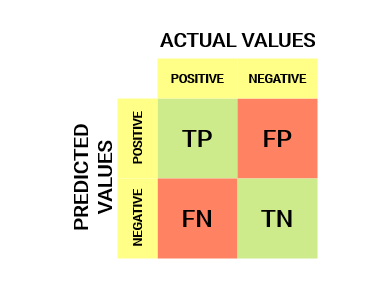 ACTUAL VALUES
POSITIVE NEGATIVE
PREDICTED
VALUES
POSITIVE
TP FP
NEGATIVE
FN TN